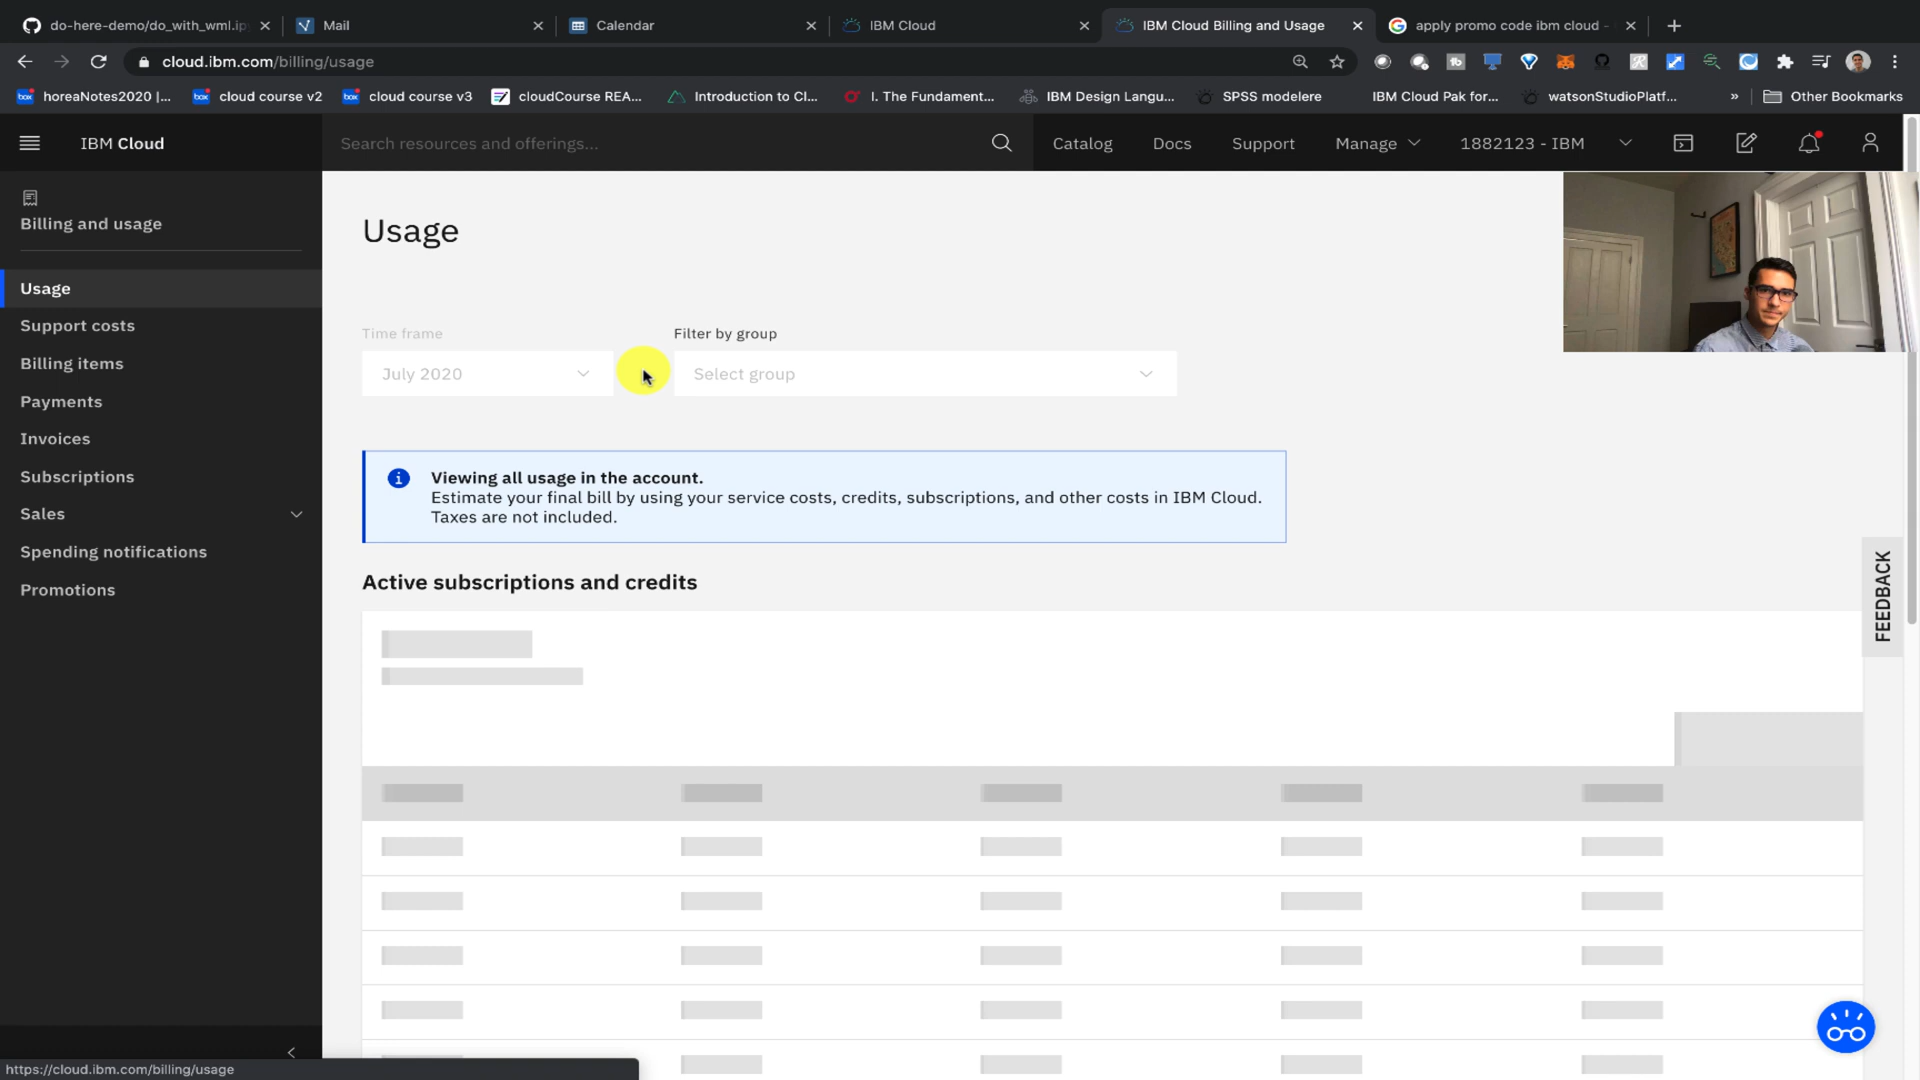 do-here-demo/do_with_wml.ip
Mail
Calendar
IBM Cloud
IBM Cloud Billing and Usage
apply promo code ibm cloud -
cloud.ibm.com/billing/usage
horeaNotes2020 |...
cloud course v2
cloud course v3
cloudCourse REA...
Introduction to Cl...
I. The Fundament...
IBM Design Langu...
SPSS modelere
IBM Cloud Pak for...
watsonStudioPlatf...
»
Other Bookmarks
IBM Cloud
Search resources and offerings...
Catalog
Docs
Support
Manage
1882123 - IBM
Billing and usage
Usage
Support costs
Billing items
Payments
Invoices
Subscriptions
Sales
Spending notifications
Promotions
Usage
Time frame
July 2020
Filter by group
Select group
Viewing all usage in the account.
Estimate your final bill by using your service costs, credits, subscriptions, and other costs in IBM Cloud.
Taxes are not included.
Active subscriptions and credits
FEEDBACK
https://cloud.ibm.com/billing/usage